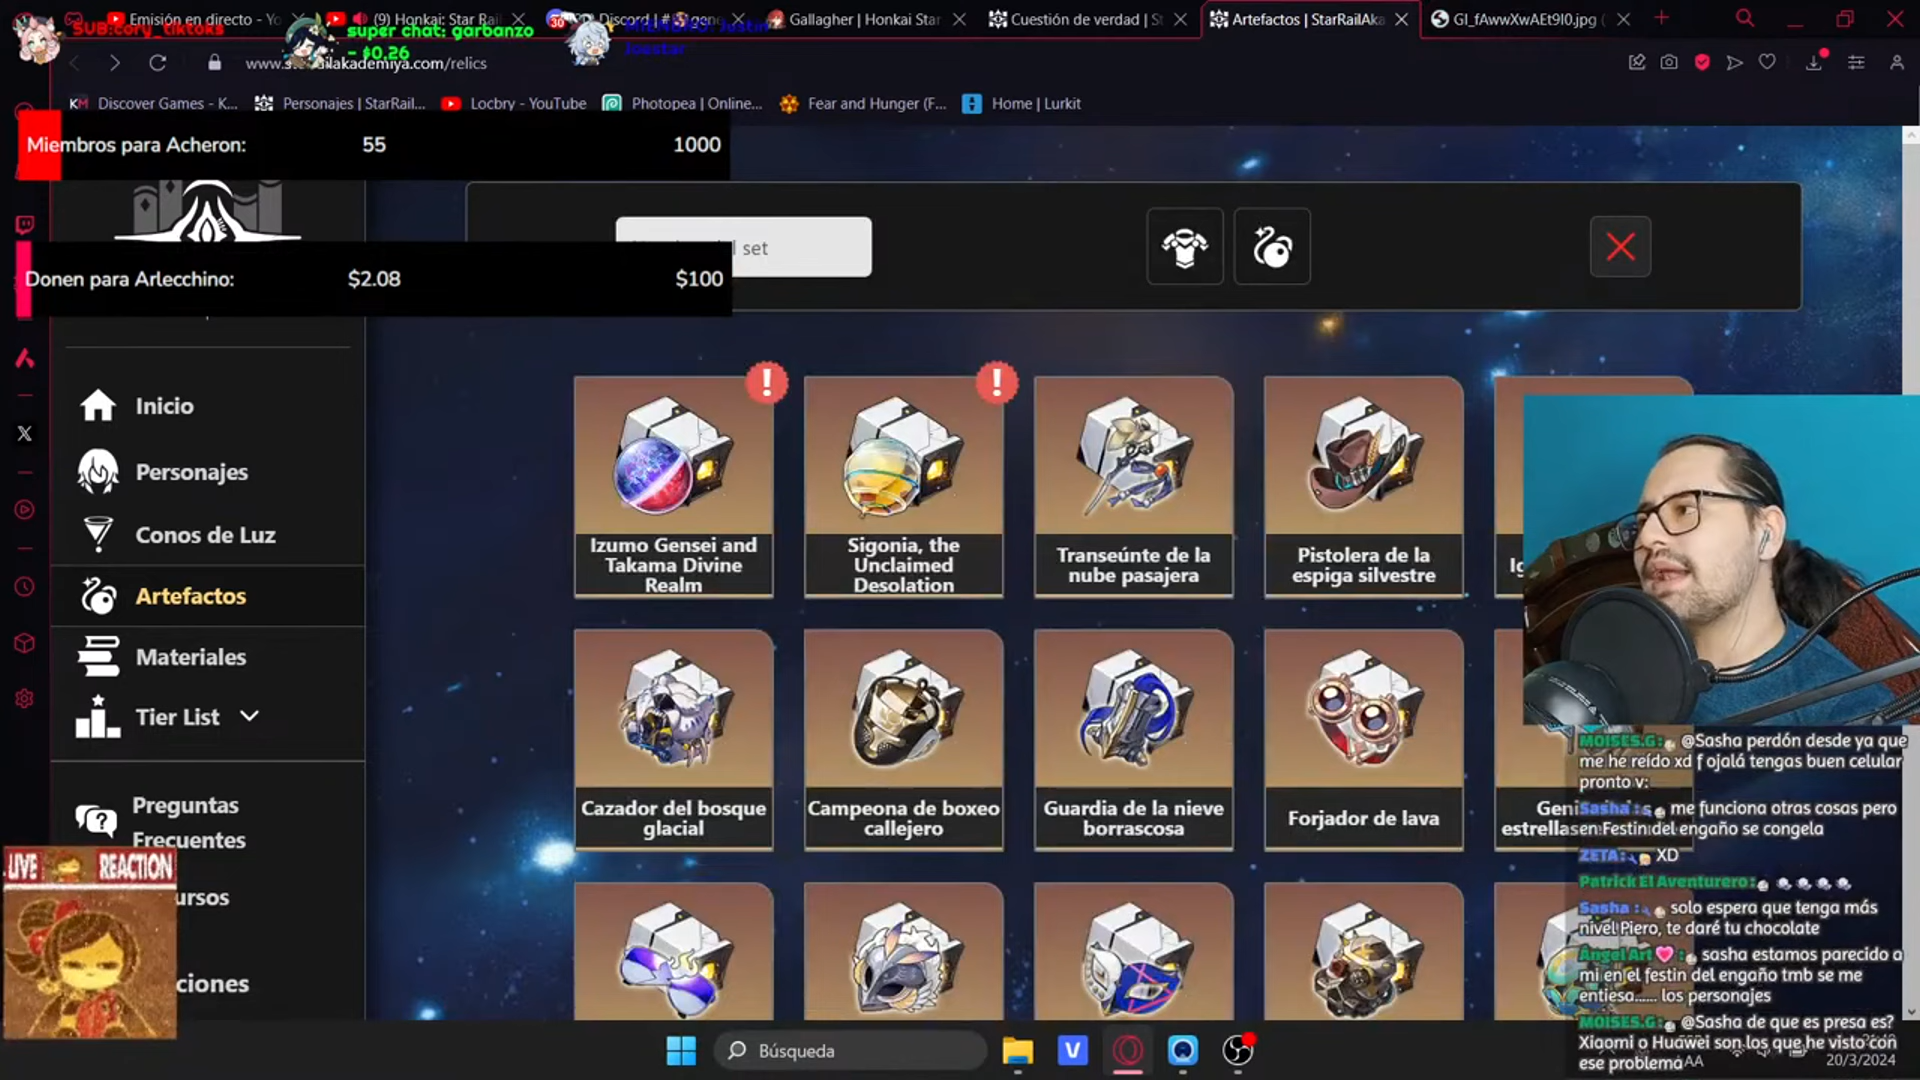 Emisión en directo - Yo
(9) Honkai: Star Rail
Discord | #
Gallagher | Honkai Star
Cuestión de verdad | St
Artefactos | StarRailAka
GI_fAwwXwAEt9I0.jpg (
SUB:cory_tiktoks
super chat: garbanzo
- $0.26
Justin
Joestar
ilakademiya.com/relics
Discover Games - K...
Personajes | StarRail...
Locbry - YouTube
Photopea | Online...
Fear and Hunger (F...
Home | Lurkit
Miembros para Acheron: 55 1000
set
Donen para Arlecchino: $2.08 $100
Inicio
Personajes
Conos de Luz
Artefactos
Materiales
Tier List
Preguntas
Frecuentes
ursos
ciones
LIVE REACTION
Izumo Gensei and
Takama Divine
Realm
Sigonia, the
Unclaimed
Desolation
Transeúnte de la
nube pasajera
Pistolera de la
espiga silvestre
Cazador del bosque
glacial
Campeona de boxeo
callejero
Guardia de la nieve
borrascosa
Forjador de lava
Geni
estrellas
MOISES.G: @Sasha perdón desde ya que
me he reído xd f ojalá tengas buen celular
pronto v:
Sasha: me funciona otras cosas pero
en Festin del engaño se congela
ZETA: XD
Patrick El Aventurero:
Sasha: solo espera que tenga más
nivel Piero, te daré tu chocolate
Ángel Art: sasha estamos parecido a
mi en el festin del engaño tmb se me
entiesa...... los personajes
MOISES.G: @Sasha de que es presa es?
Xiaomi o Huawei son los que he visto con
ese problema
Búsqueda
20/3/2024